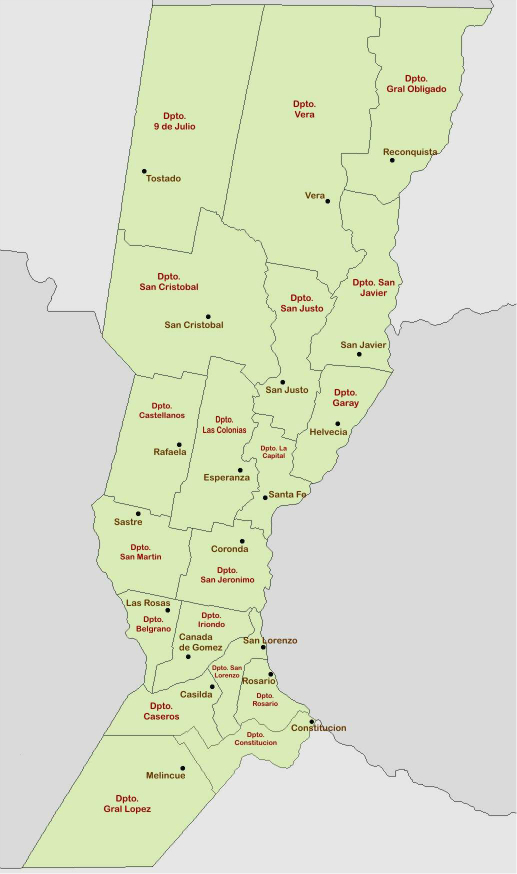 Dpto.
Gral Obligado
Dpto.
Vera
Dpto.
9 de Julio
Reconquista
Tostado
Vera
Dpto.
San Cristobal
Dpto. San
Javier
Dpto.
San Justo
San Cristobal
San Javier
San Justo
Dpto.
Garay
Dpto.
Castellanos
Dpto.
Las Colonias
Helvecia
Rafaela
Dpto. La
Capital
Esperanza
Santa Fe
Sastre
Coronda
Dpto.
San Martin
Dpto.
San Jeronimo
Las Rosas
Dpto.
Belgrano
Dpto.
Iriondo
Canada
de Gomez
San Lorenzo
Dpto. San
Lorenzo
Rosario
Casilda
Dpto.
Rosario
Dpto.
Caseros
Constitucion
Dpto.
Constitucion
Melincue
Dpto.
Gral Lopez